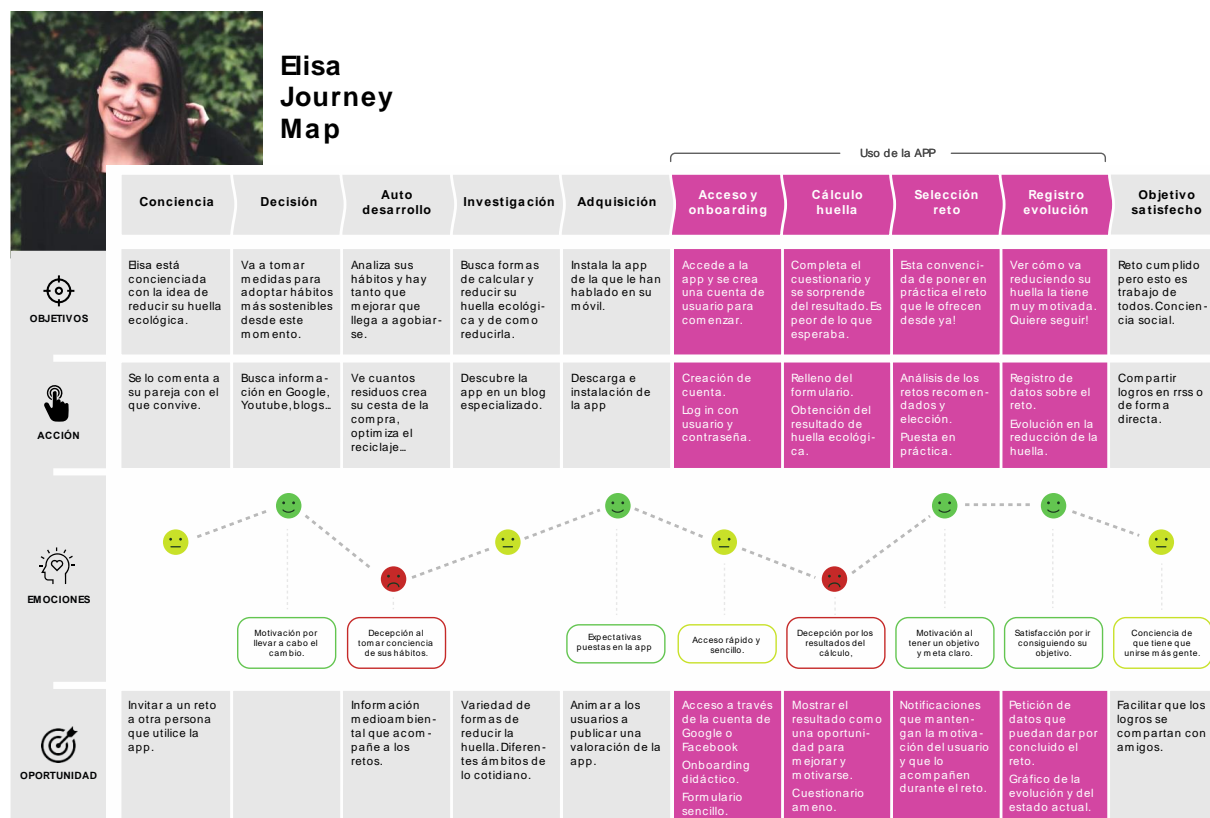 Elisa
Journey
Map
Uso de la APP
Conciencia
Decisión
Auto
desarrollo
Investigación
Adquisición
Acceso y
onboarding
Cálculo
huella
Selección
reto
Registro
evolución
Objetivo
satisfecho
OBJETIVOS
Elisa está
concienciada
con la idea de
reducir su huella
ecológica.
Va a tomar
medidas para
adoptar hábitos
más sostenibles
desde este
momento.
Analiza sus
hábitos y hay
tanto que
mejorar que
llega a agobiar-
se.
Busca formas
de calcular y
reducir su
huella ecológi-
ca y de como
reducirla.
Instala la app
de la que le han
hablado en su
móvil.
Accede a la
app y se crea
una cuenta de
usuario para
comenzar.
Completa el
cuestionario y
se sorprende
del resultado. Es
peor de lo que
esperaba.
Esta convenci-
da de poner en
práctica el reto
que le ofrecen
desde ya!
Ver cómo va
reduciendo su
huella la tiene
muy motivada.
Quiere seguir!
Reto cumplido
pero esto es
trabajo de
todos. Concien-
cia social.
ACCIÓN
Se lo comenta a
su pareja con el
que convive.
Busca informa-
ción en Google,
Youtube, blogs...
Ve cuantos
residuos crea
su cesta de la
compra,
optimiza el
reciclaje...
Descubre la
app en un blog
especializado.
Descarga e
instalación de
la app
Creación de
cuenta.
Log in con
usuario y
contraseña.
Relleno del
formulario.
Obtención del
resultado de
huella ecológi-
ca.
Análisis de los
retos recomen-
dados y
elección.
Puesta en
práctica.
Registro de
datos sobre el
reto.
Evolución en la
reducción de la
huella.
Compartir
logros en rrss o
de forma
directa.
EMOCIONES
Motivación por
llevar a cabo el
cambio.
Decepción al
tomar conciencia
de sus hábitos.
Expectativas
puestas en la app
Acceso rápido y
sencillo.
Decepción por los
resultados del
cálculo,
Motivación al
tener un objetivo
y meta claro.
Satisfacción por ir
consiguiendo su
objetivo.
Conciencia de
que tiene que
unirse más gente.
OPORTUNIDAD
Invitar a un reto
a otra persona
que utilice la
app.
Información
medioambien-
tal que acom-
pañe a los
retos.
Variedad de
formas de
reducir la
huella. Diferen-
tes ámbitos de
lo cotidiano.
Animar a los
usuarios a
publicar una
valoración de la
app.
Acceso a través
de la cuenta de
Google o
Facebook
Onboarding
didáctico.
Formulario
sencillo.
Mostrar el
resultado como
una oportuni-
dad para
mejorar y
motivarse.
Cuestionario
ameno.
Notificaciones
que manten-
gan la motiva-
ción del usuario
y que lo
acompañen
durante el reto.
Petición de
datos que
puedan dar por
concluido el
reto.
Gráfico de la
evolución y del
estado actual.
Facilitar que los
logros se
compartan con
amigos.